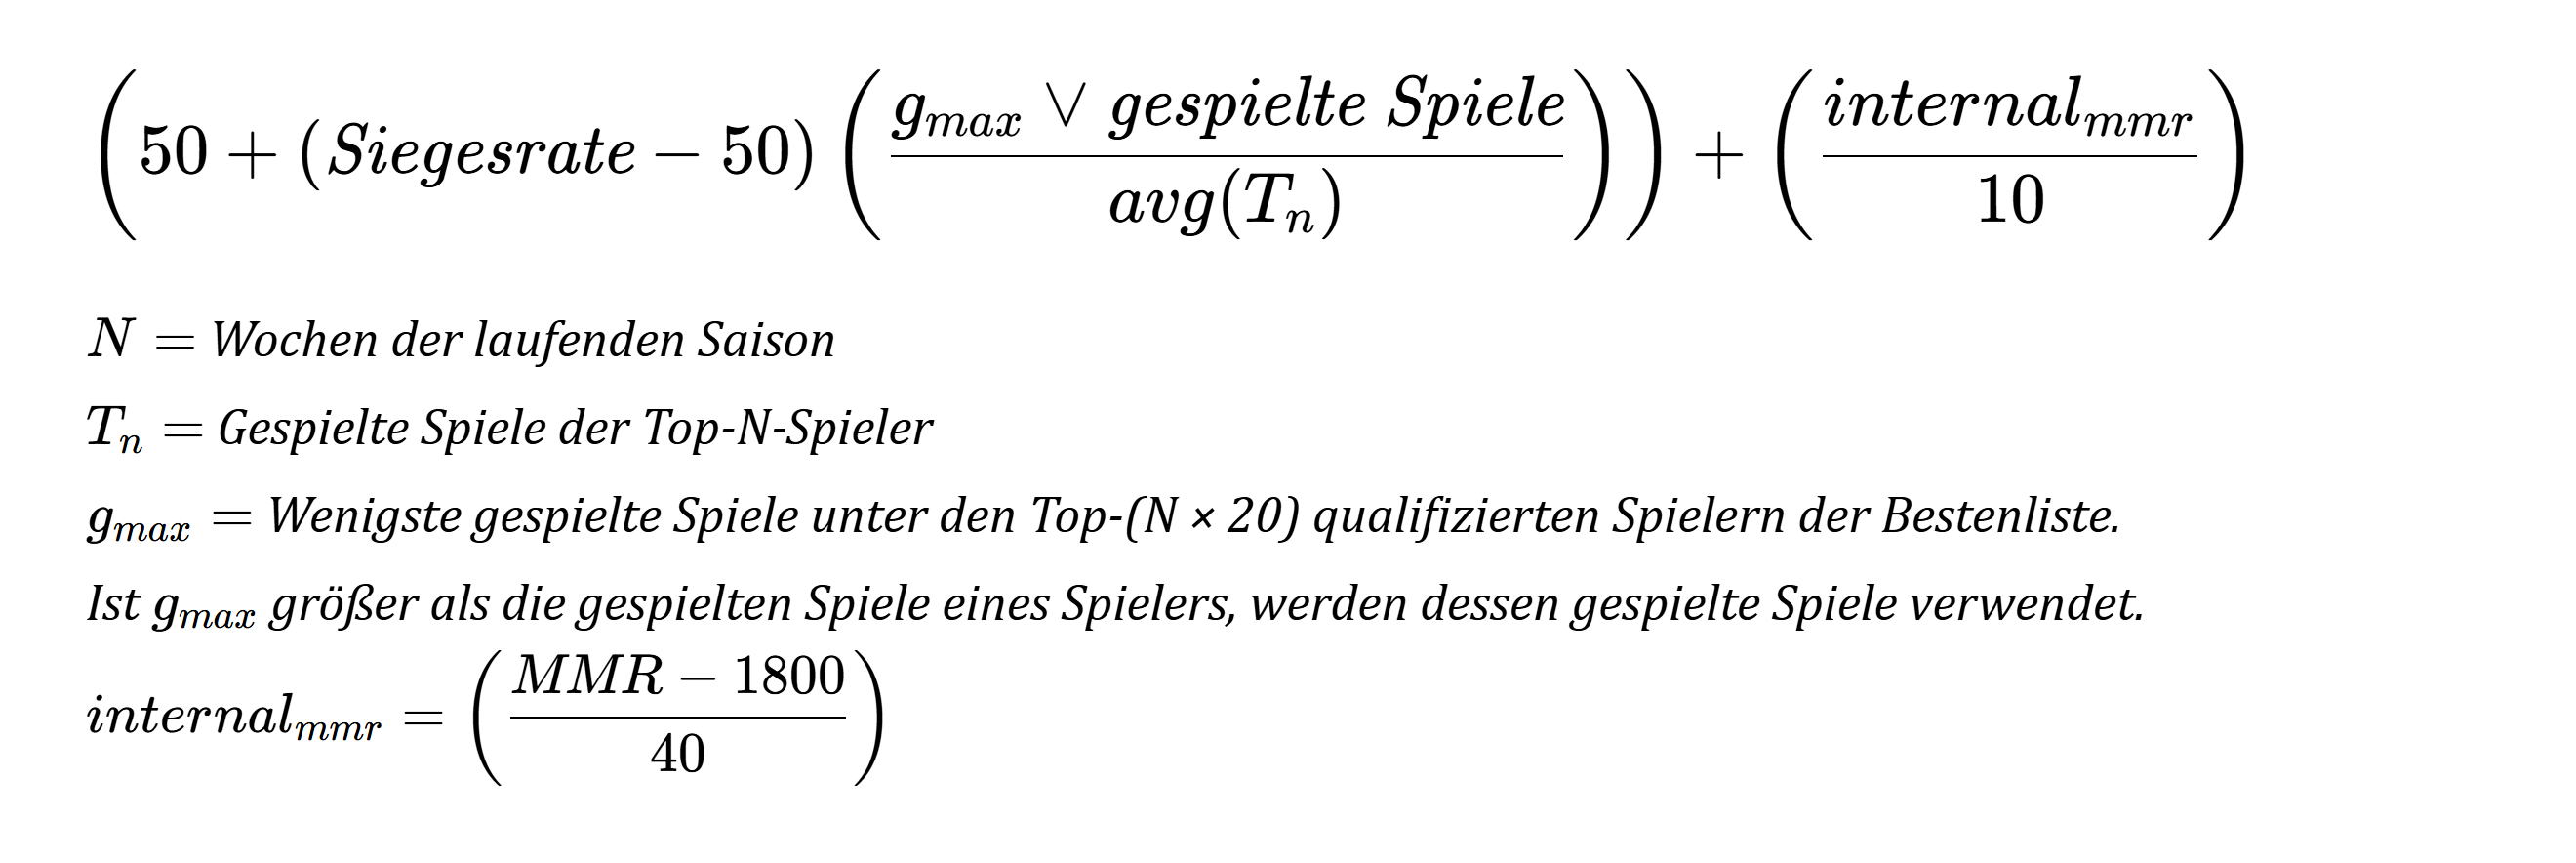 (50 + (Siegesrate − 50) (g_max ∨ gespielte Spiele / avg(T_n))) + (internal_mmr / 10)
N = Wochen der laufenden Saison
T_n = Gespielte Spiele der Top-N-Spieler
g_max = Wenigste gespielte Spiele unter den Top-(N × 20) qualifizierten Spielern der Bestenliste.
Ist g_max größer als die gespielten Spiele eines Spielers, werden dessen gespielte Spiele verwendet.
internal_mmr = (MMR − 1800 / 40)